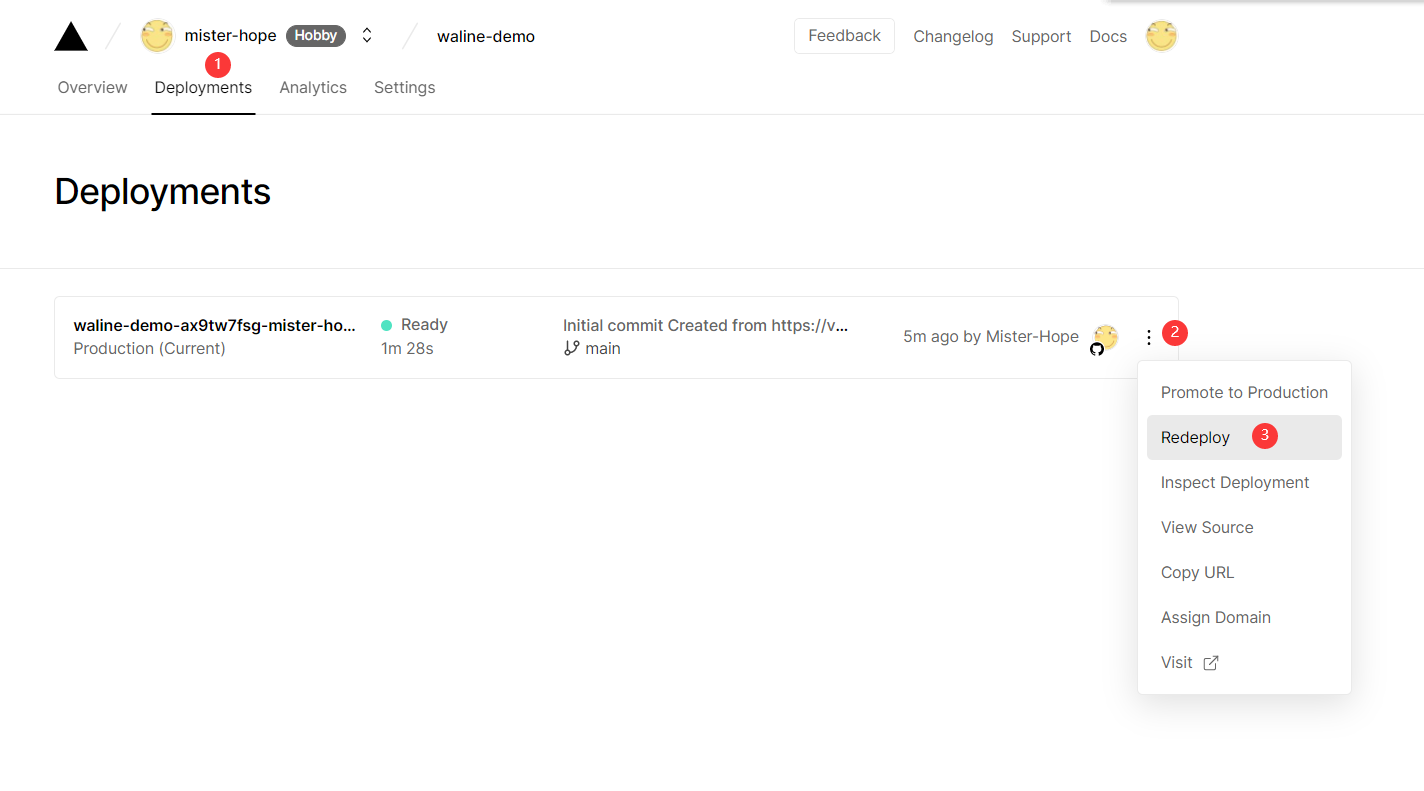 mister-hope Hobby waline-demo Feedback Changelog Support Docs
1
Overview Deployments Analytics Settings
Deployments
waline-demo-ax9tw7fsg-mister-ho... Ready Initial commit Created from https://v...
Production (Current) 1m 28s main
5m ago by Mister-Hope 2
Promote to Production
Redeploy 3
Inspect Deployment
View Source
Copy URL
Assign Domain
Visit